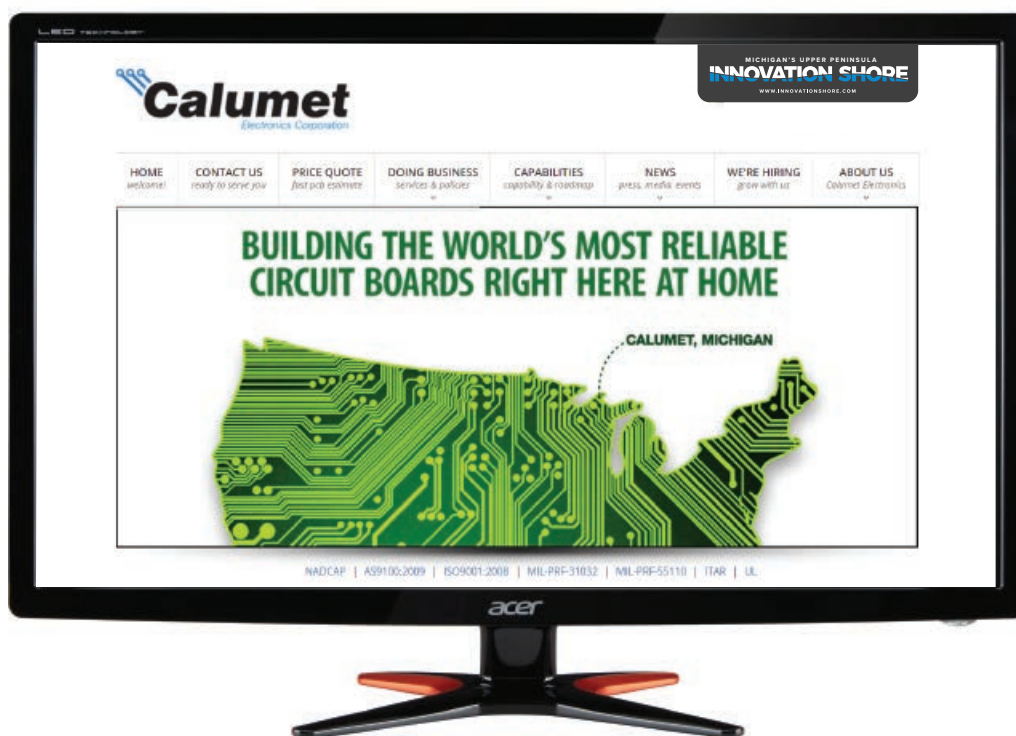 LED TECHNOLOGY
MICHIGAN'S UPPER PENINSULA
INNOVATION SHORE
WWW.INNOVATIONSHORE.COM
Calumet
Electronics Corporation
HOME
welcome!
CONTACT US
ready to serve you
PRICE QUOTE
fast pcb estimate
DOING BUSINESS
services & policies
CAPABILITIES
capability & roadmap
NEWS
press, media, events
WE'RE HIRING
grow with us
ABOUT US
Calumet Electronics
BUILDING THE WORLD'S MOST RELIABLE
CIRCUIT BOARDS RIGHT HERE AT HOME
CALUMET, MICHIGAN
NADCAP | AS9100:2009 | ISO9001:2008 | MIL-PRF-31032 | MIL-PRF-55110 | ITAR | UL
acer